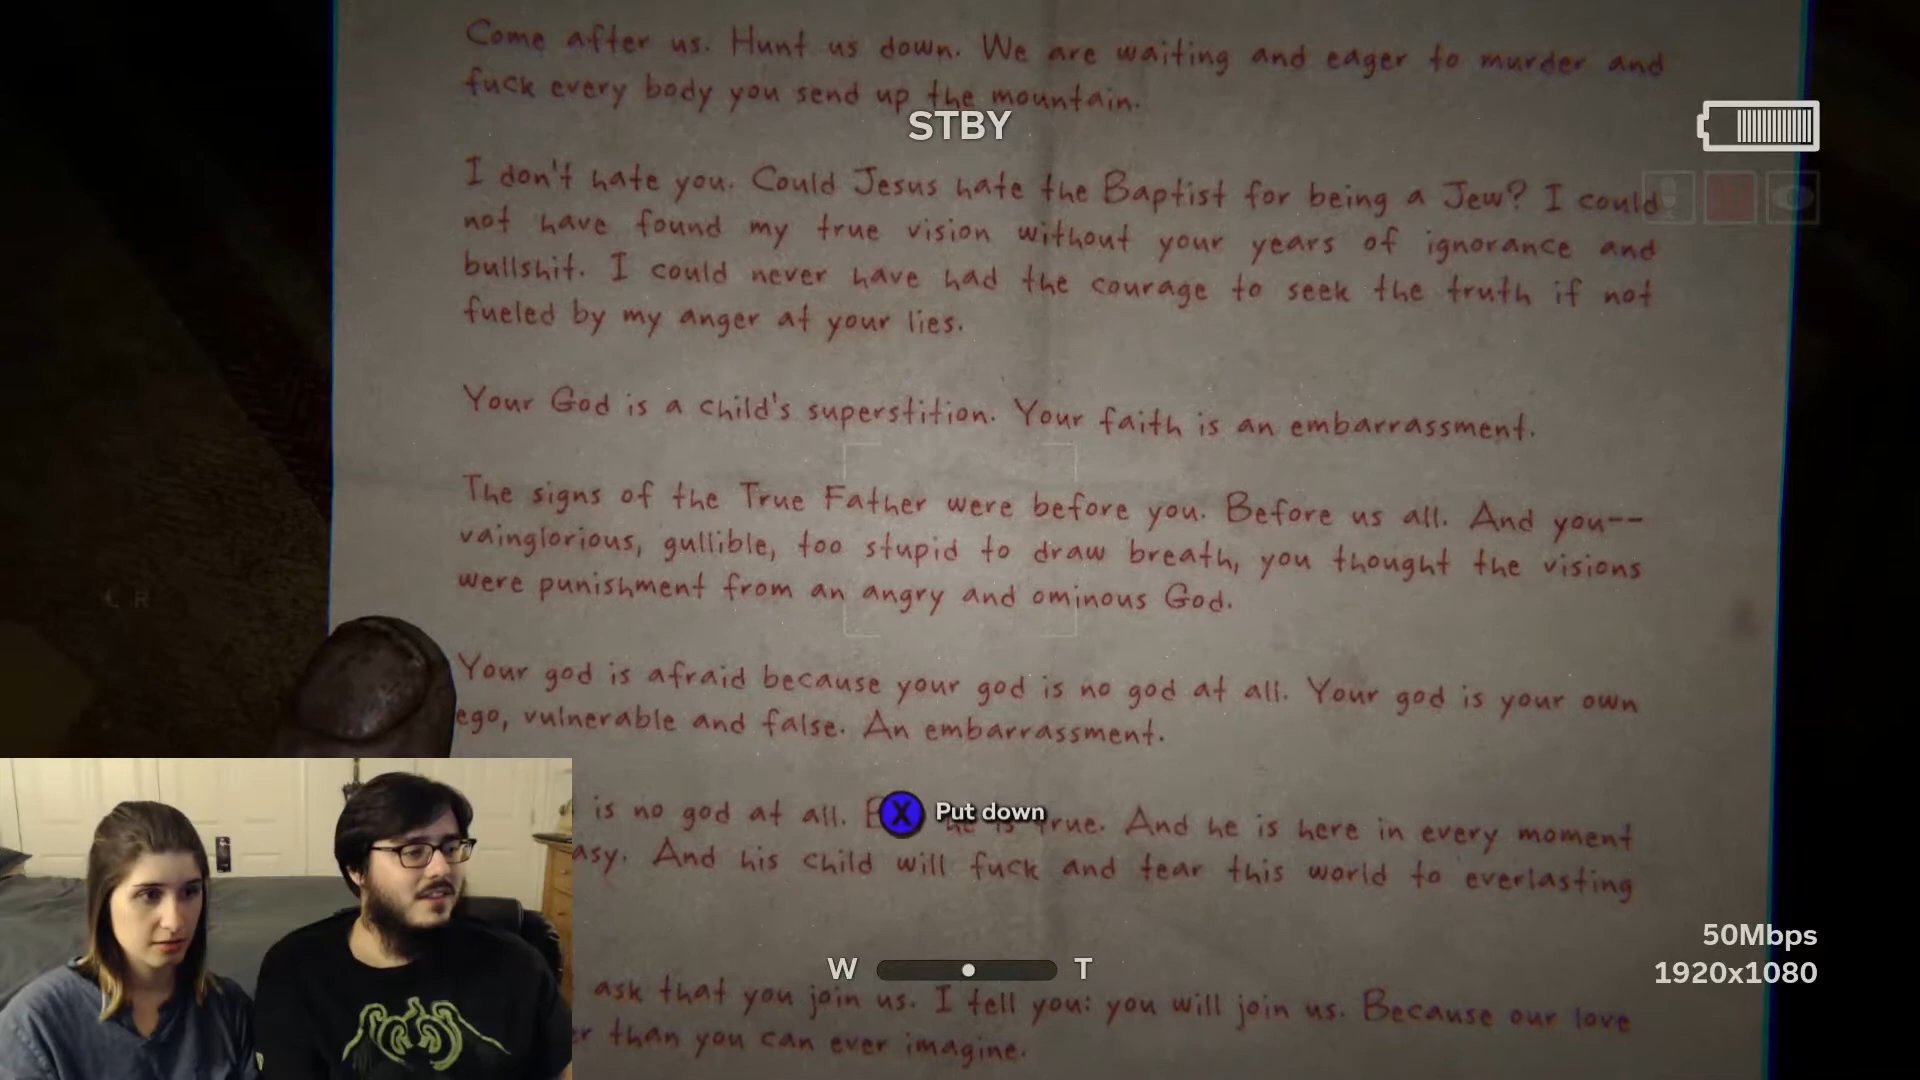 Come after us. Hunt us down. We are waiting and eager to murder and
fuck every body you send up the mountain.
STBY
I don't hate you. Could Jesus hate the Baptist for being a Jew? I could
not have found my true vision without your years of ignorance and
bullshit. I could never have had the courage to seek the truth if not
fueled by my anger at your lies.
Your God is a child's superstition. Your faith is an embarrassment.
The signs of the True Father were before you. Before us all. And you--
vainglorious, gullible, too stupid to draw breath, you thought the visions
were punishment from an angry and ominous God.
Your god is afraid because your god is no god at all. Your god is your own
ego, vulnerable and false. An embarrassment.
is no god at all. he is true. And he is here in every moment
X Put down
And his child will fuck and tear this world to everlasting
50Mbps
W T
1920x1080
ask that you join us. I tell you: you will join us. Because our love
than you can ever imagine.